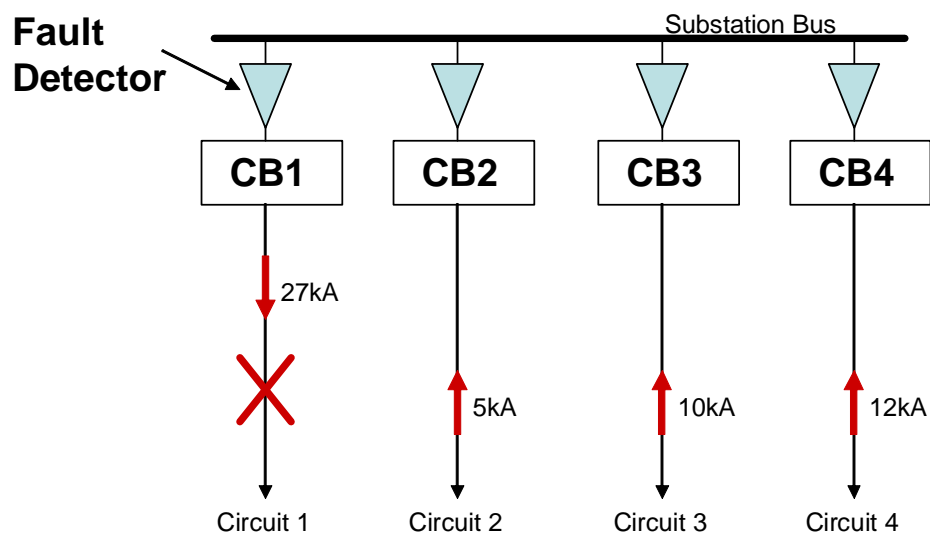 Fault
Detector
Substation Bus
CB1
CB2
CB3
CB4
27kA
5kA
10kA
12kA
Circuit 1
Circuit 2
Circuit 3
Circuit 4